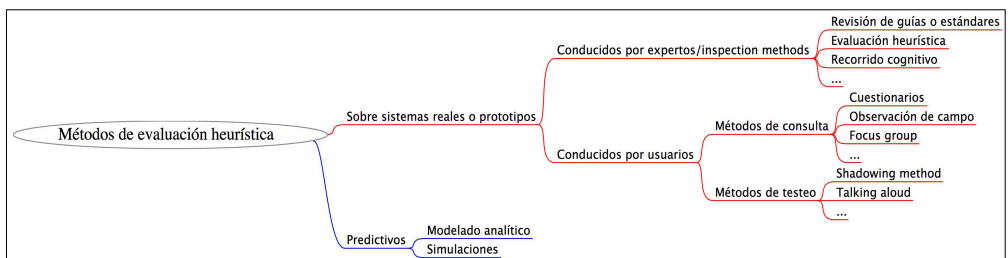 Métodos de evaluación heurística
Sobre sistemas reales o prototipos
Conducidos por expertos/inspection methods
Revisión de guías o estándares
Evaluación heurística
Recorrido cognitivo
...
Conducidos por usuarios
Métodos de consulta
Cuestionarios
Observación de campo
Focus group
...
Métodos de testeo
Shadowing method
Talking aloud
...
Predictivos
Modelado analítico
Simulaciones